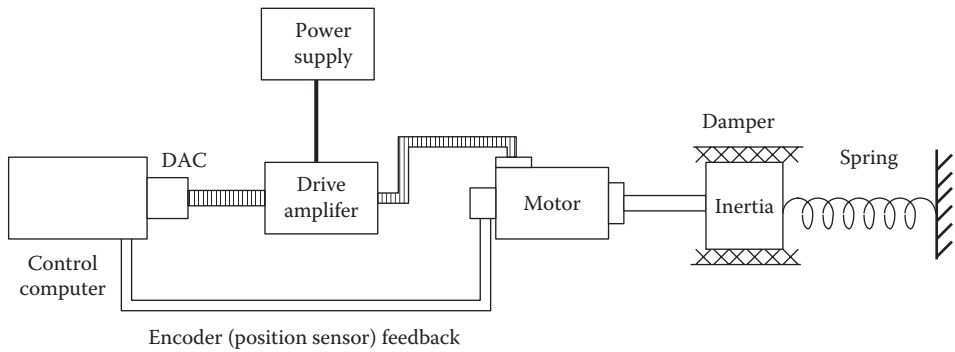 Power
supply
Damper
DAC
Spring
Drive
amplifer
Motor
Inertia
Control
computer
Encoder (position sensor) feedback